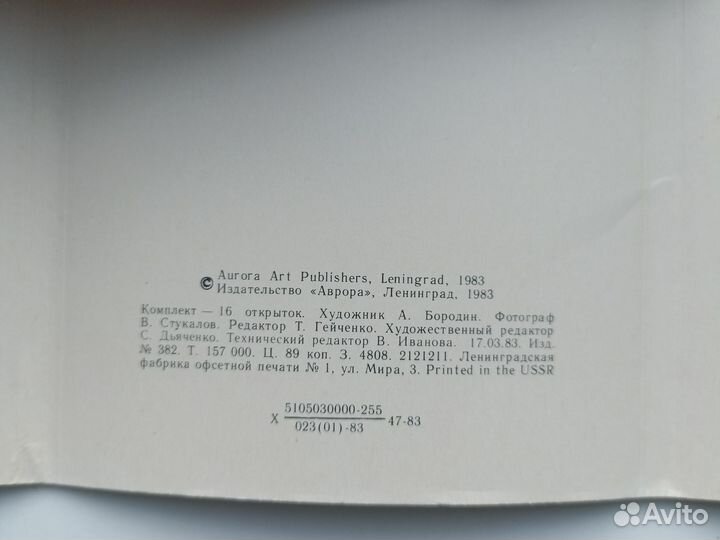 © Aurora Art Publishers, Leningrad, 1983
Издательство «Аврора», Ленинград, 1983
Комплект — 16 открыток. Художник А. Бородин. Фотограф
В. Стукалов. Редактор Т. Гейченко. Художественный редактор
С. Дьяченко. Технический редактор В. Иванова. 17.03.83. Изд.
№ 382. Т. 157 000. Ц. 89 коп. З. 4808. 2121211. Ленинградская
фабрика офсетной печати № 1, ул. Мира, 3. Printed in the USSR
5105030000-255
X 47-83
023(01)-83
Avito